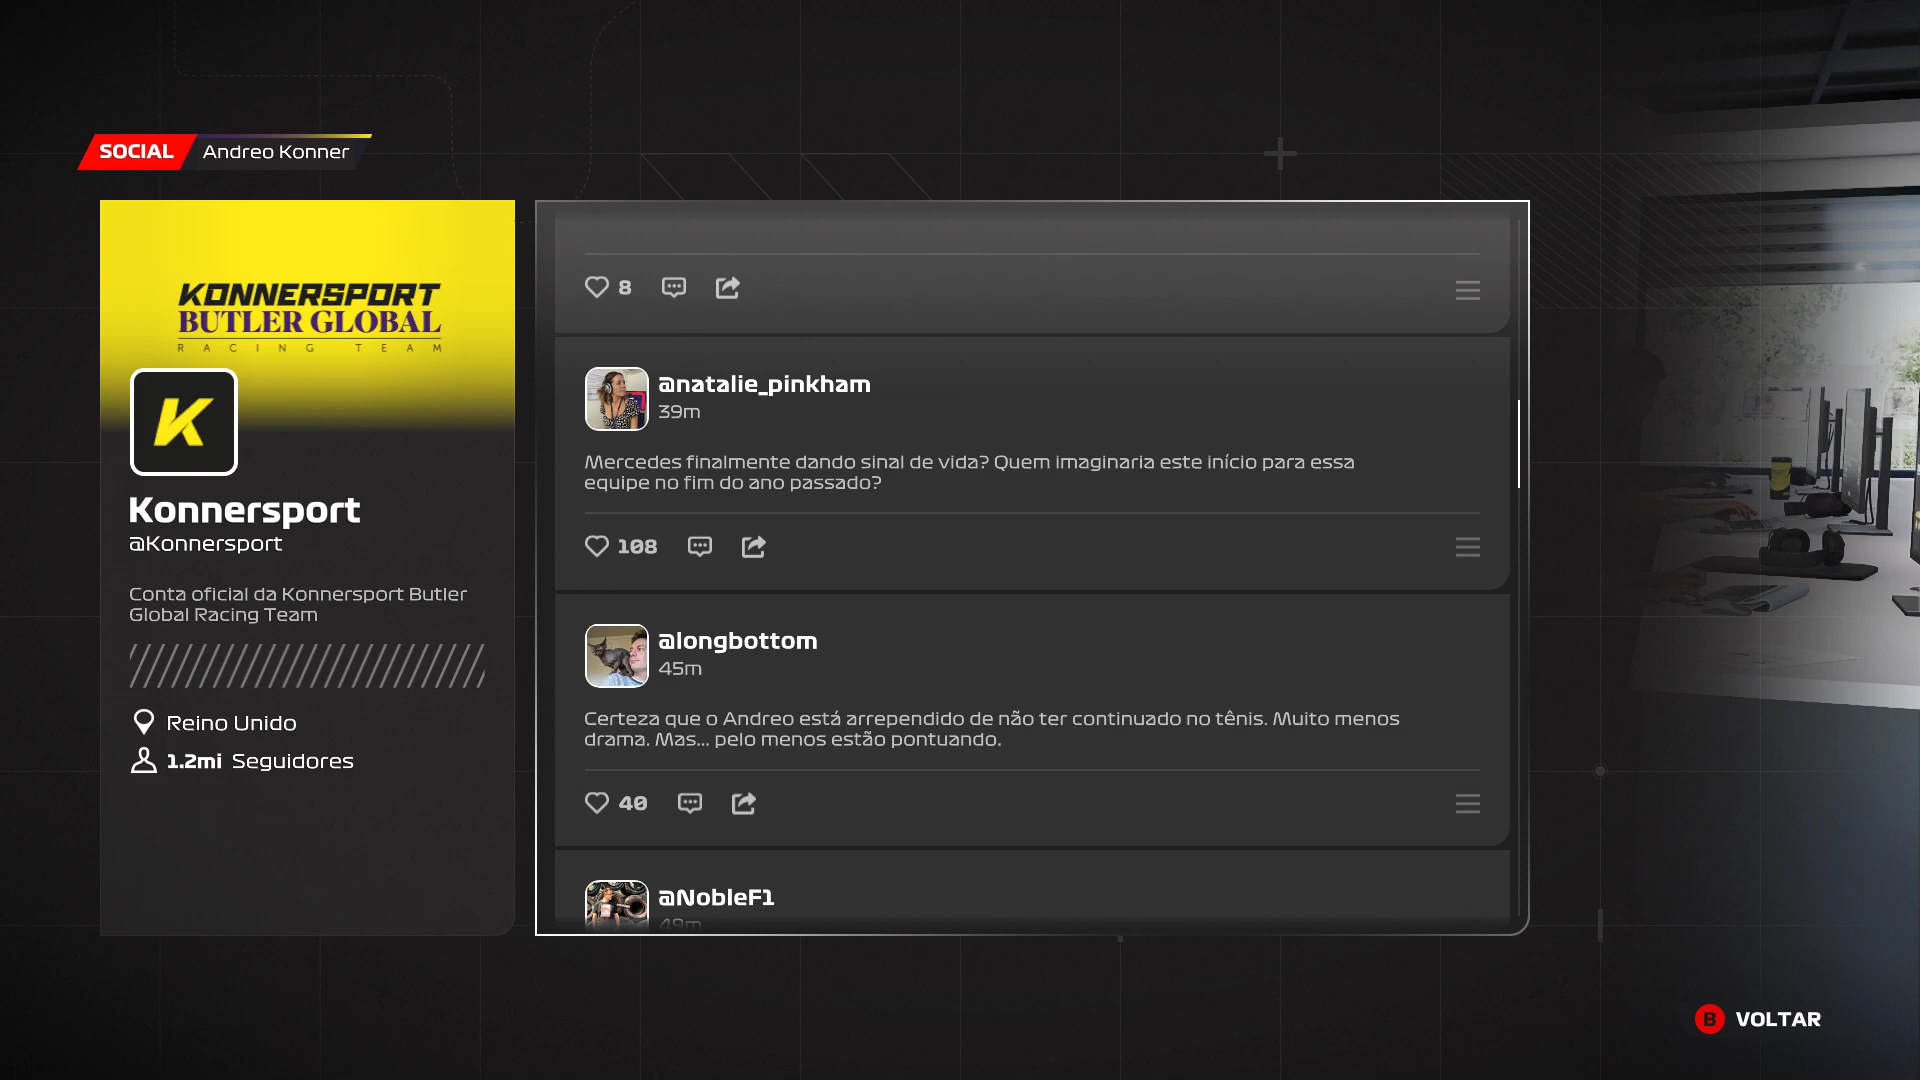 SOCIAL Andreo Konner
KONNERSPORT
BUTLER GLOBAL
RACING TEAM
K
Konnersport
@Konnersport
Conta oficial da Konnersport Butler
Global Racing Team
Reino Unido
1.2mi Seguidores
8
@natalie_pinkham
39m
Mercedes finalmente dando sinal de vida? Quem imaginaria este início para essa
equipe no fim do ano passado?
108
@longbottom
45m
Certeza que o Andreo está arrependido de não ter continuado no tênis. Muito menos
drama. Mas... pelo menos estão pontuando.
40
@NobleF1
49m
B VOLTAR